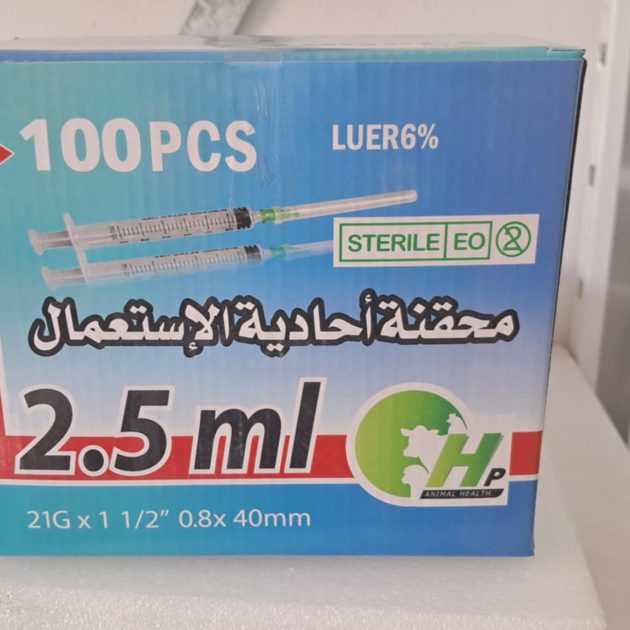 100PCS
LUER6%
STERILE EO 2
محقنة أحادية الإستعمال
2.5 ml
HP
ANIMAL HEALTH
21G x 1 1/2" 0.8x 40mm